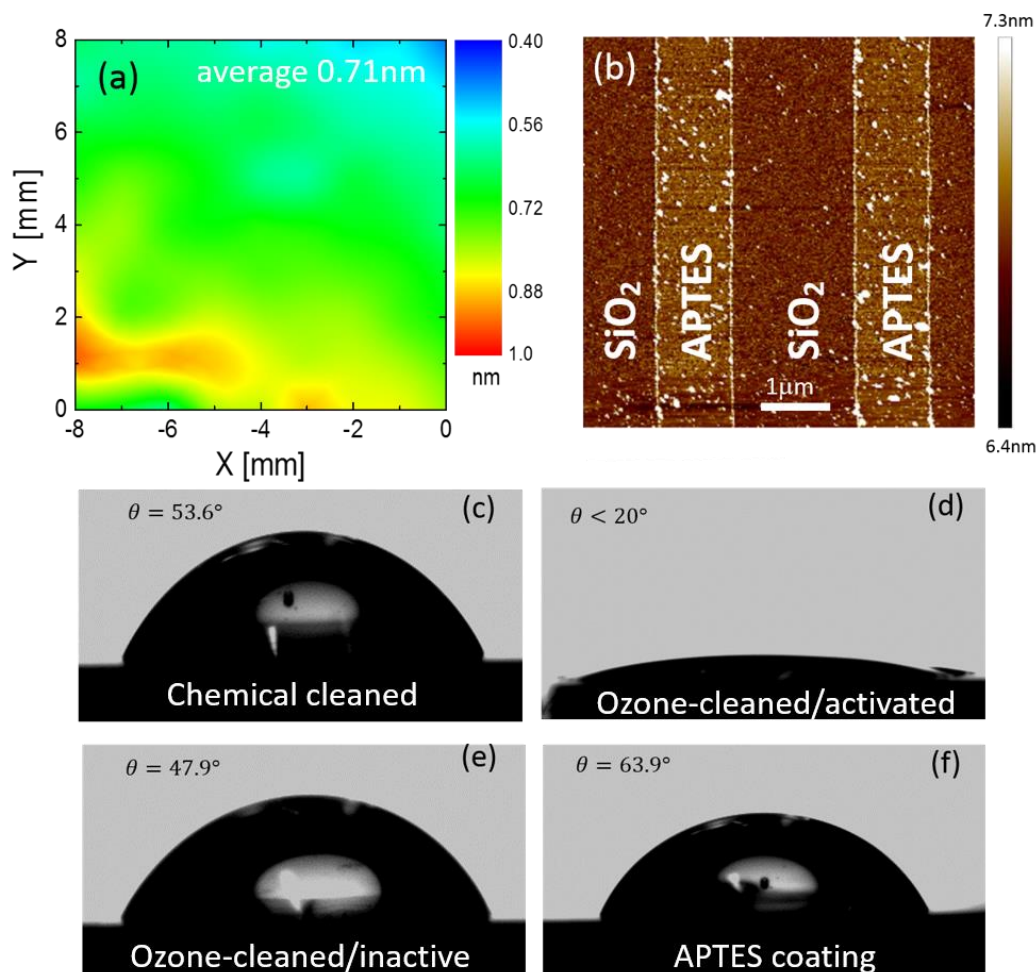 (a)
average 0.71nm
8
6
4
2
0
Y [mm]
-8
-6
-4
-2
0
X [mm]
0.40
0.56
0.72
0.88
1.0
nm
(b)
SiO₂
APTES
SiO₂
APTES
1µm
7.3nm
6.4nm
θ = 53.6°
(c)
Chemical cleaned
θ < 20°
(d)
Ozone-cleaned/activated
θ = 47.9°
(e)
Ozone-cleaned/inactive
θ = 63.9°
(f)
APTES coating